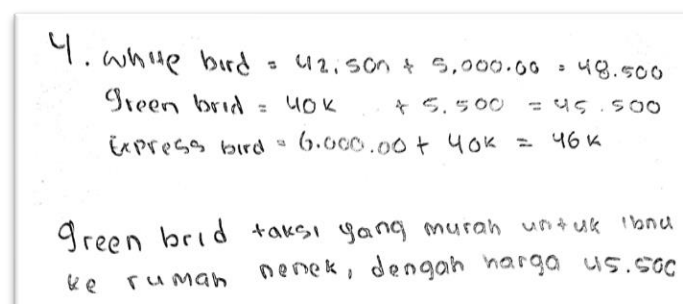 4. white bird = 42.500 + 5,000.00 = 48.500
Green brid = 40k + 5.500 = 45.500
Express bird = 6.000.00 + 40k = 46k
green brid taksi yang murah untuk ibnu
ke rumah nenek, dengah harga 45.500